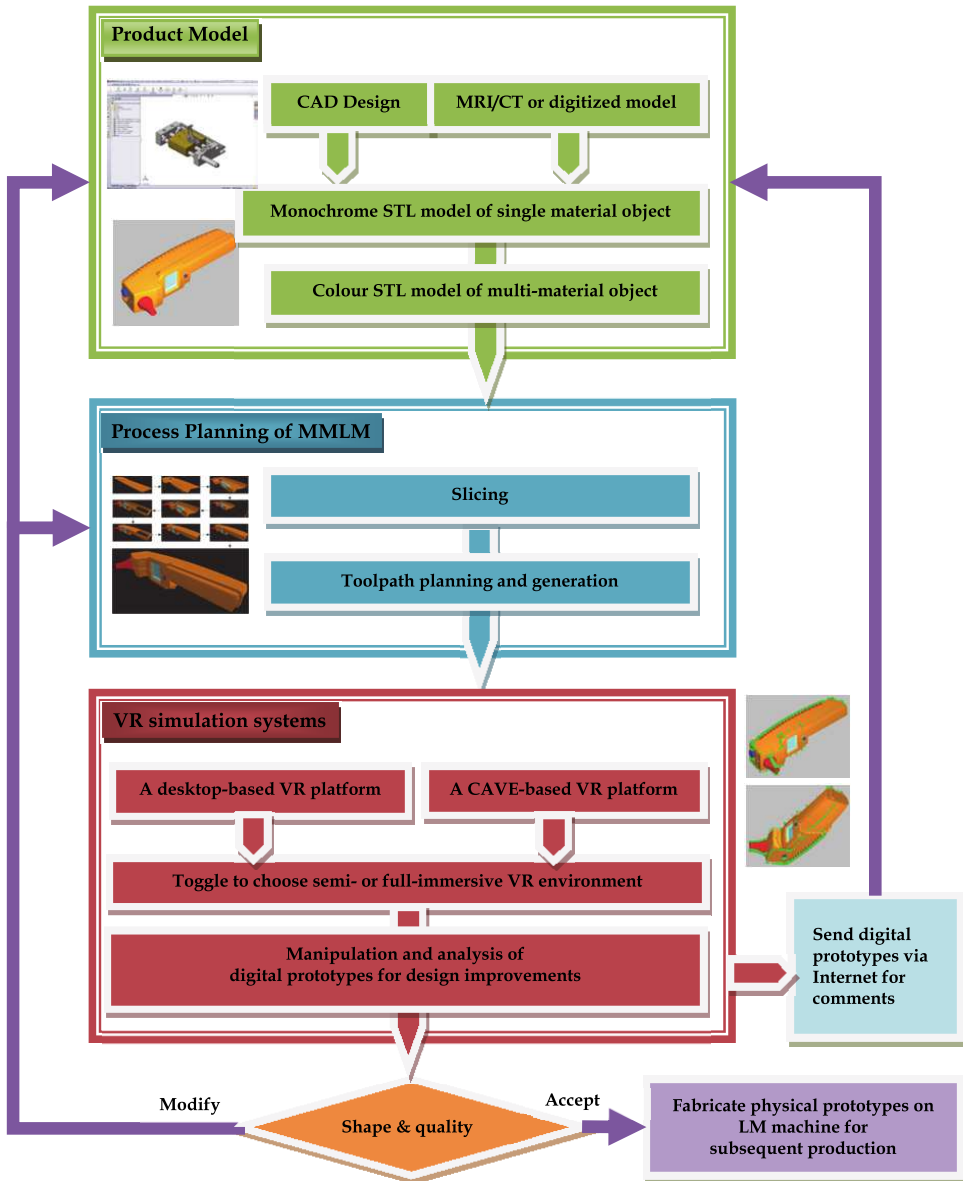 Product Model
CAD Design
MRI/CT or digitized model
Monochrome STL model of single material object
Colour STL model of multi-material object
Process Planning of MMLM
Slicing
Toolpath planning and generation
VR simulation systems
A desktop-based VR platform
A CAVE-based VR platform
Toggle to choose semi- or full-immersive VR environment
Manipulation and analysis of
digital prototypes for design improvements
Send digital
prototypes via
Internet for
comments
Modify
Shape & quality
Accept
Fabricate physical prototypes on
LM machine for
subsequent production